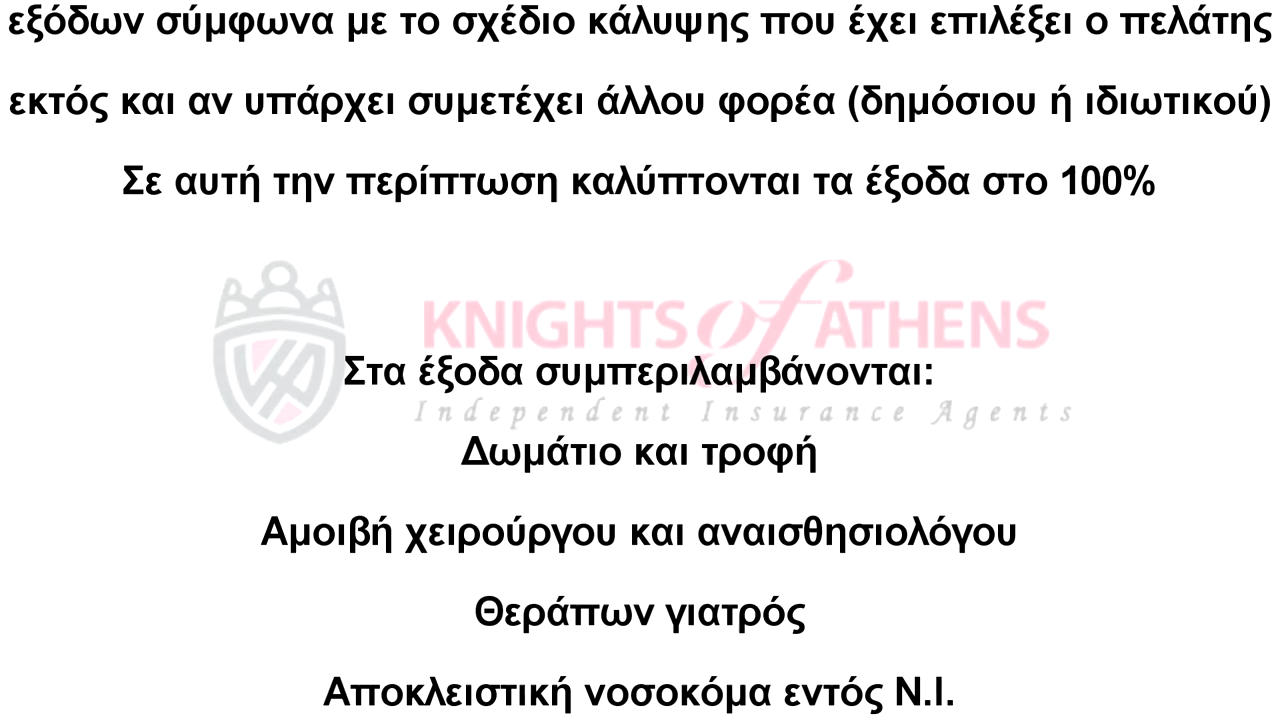 εξόδων σύμφωνα με το σχέδιο κάλυψης που έχει επιλέξει ο πελάτης
εκτός και αν υπάρχει συμετέχει άλλου φορέα (δημόσιου ή ιδιωτικού)
Σε αυτή την περίπτωση καλύπτονται τα έξοδα στο 100%
KNIGHTS of ATHENS
Στα έξοδα συμπεριλαμβάνονται:
Independent Insurance Agents
Δωμάτιο και τροφή
Αμοιβή χειρούργου και αναισθησιολόγου
Θεράπων γιατρός
Αποκλειστική νοσοκόμα εντός Ν.Ι.